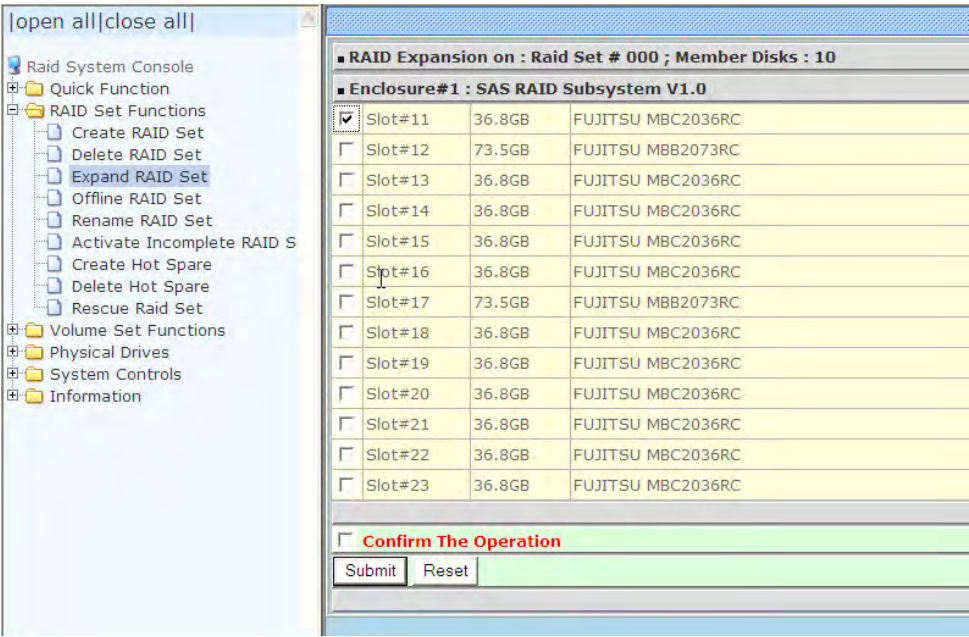 |open all|close all|
Raid System Console
Quick Function
RAID Set Functions
Create RAID Set
Delete RAID Set
Expand RAID Set
Offline RAID Set
Rename RAID Set
Activate Incomplete RAID S
Create Hot Spare
Delete Hot Spare
Rescue Raid Set
Volume Set Functions
Physical Drives
System Controls
Information
RAID Expansion on : Raid Set # 000 ; Member Disks : 10
Enclosure#1 : SAS RAID Subsystem V1.0
Slot#11 36.8GB FUJITSU MBC2036RC
Slot#12 73.5GB FUJITSU MBB2073RC
Slot#13 36.8GB FUJITSU MBC2036RC
Slot#14 36.8GB FUJITSU MBC2036RC
Slot#15 36.8GB FUJITSU MBC2036RC
Slot#16 36.8GB FUJITSU MBC2036RC
Slot#17 73.5GB FUJITSU MBB2073RC
Slot#18 36.8GB FUJITSU MBC2036RC
Slot#19 36.8GB FUJITSU MBC2036RC
Slot#20 36.8GB FUJITSU MBC2036RC
Slot#21 36.8GB FUJITSU MBC2036RC
Slot#22 36.8GB FUJITSU MBC2036RC
Slot#23 36.8GB FUJITSU MBC2036RC
Confirm The Operation
Submit Reset